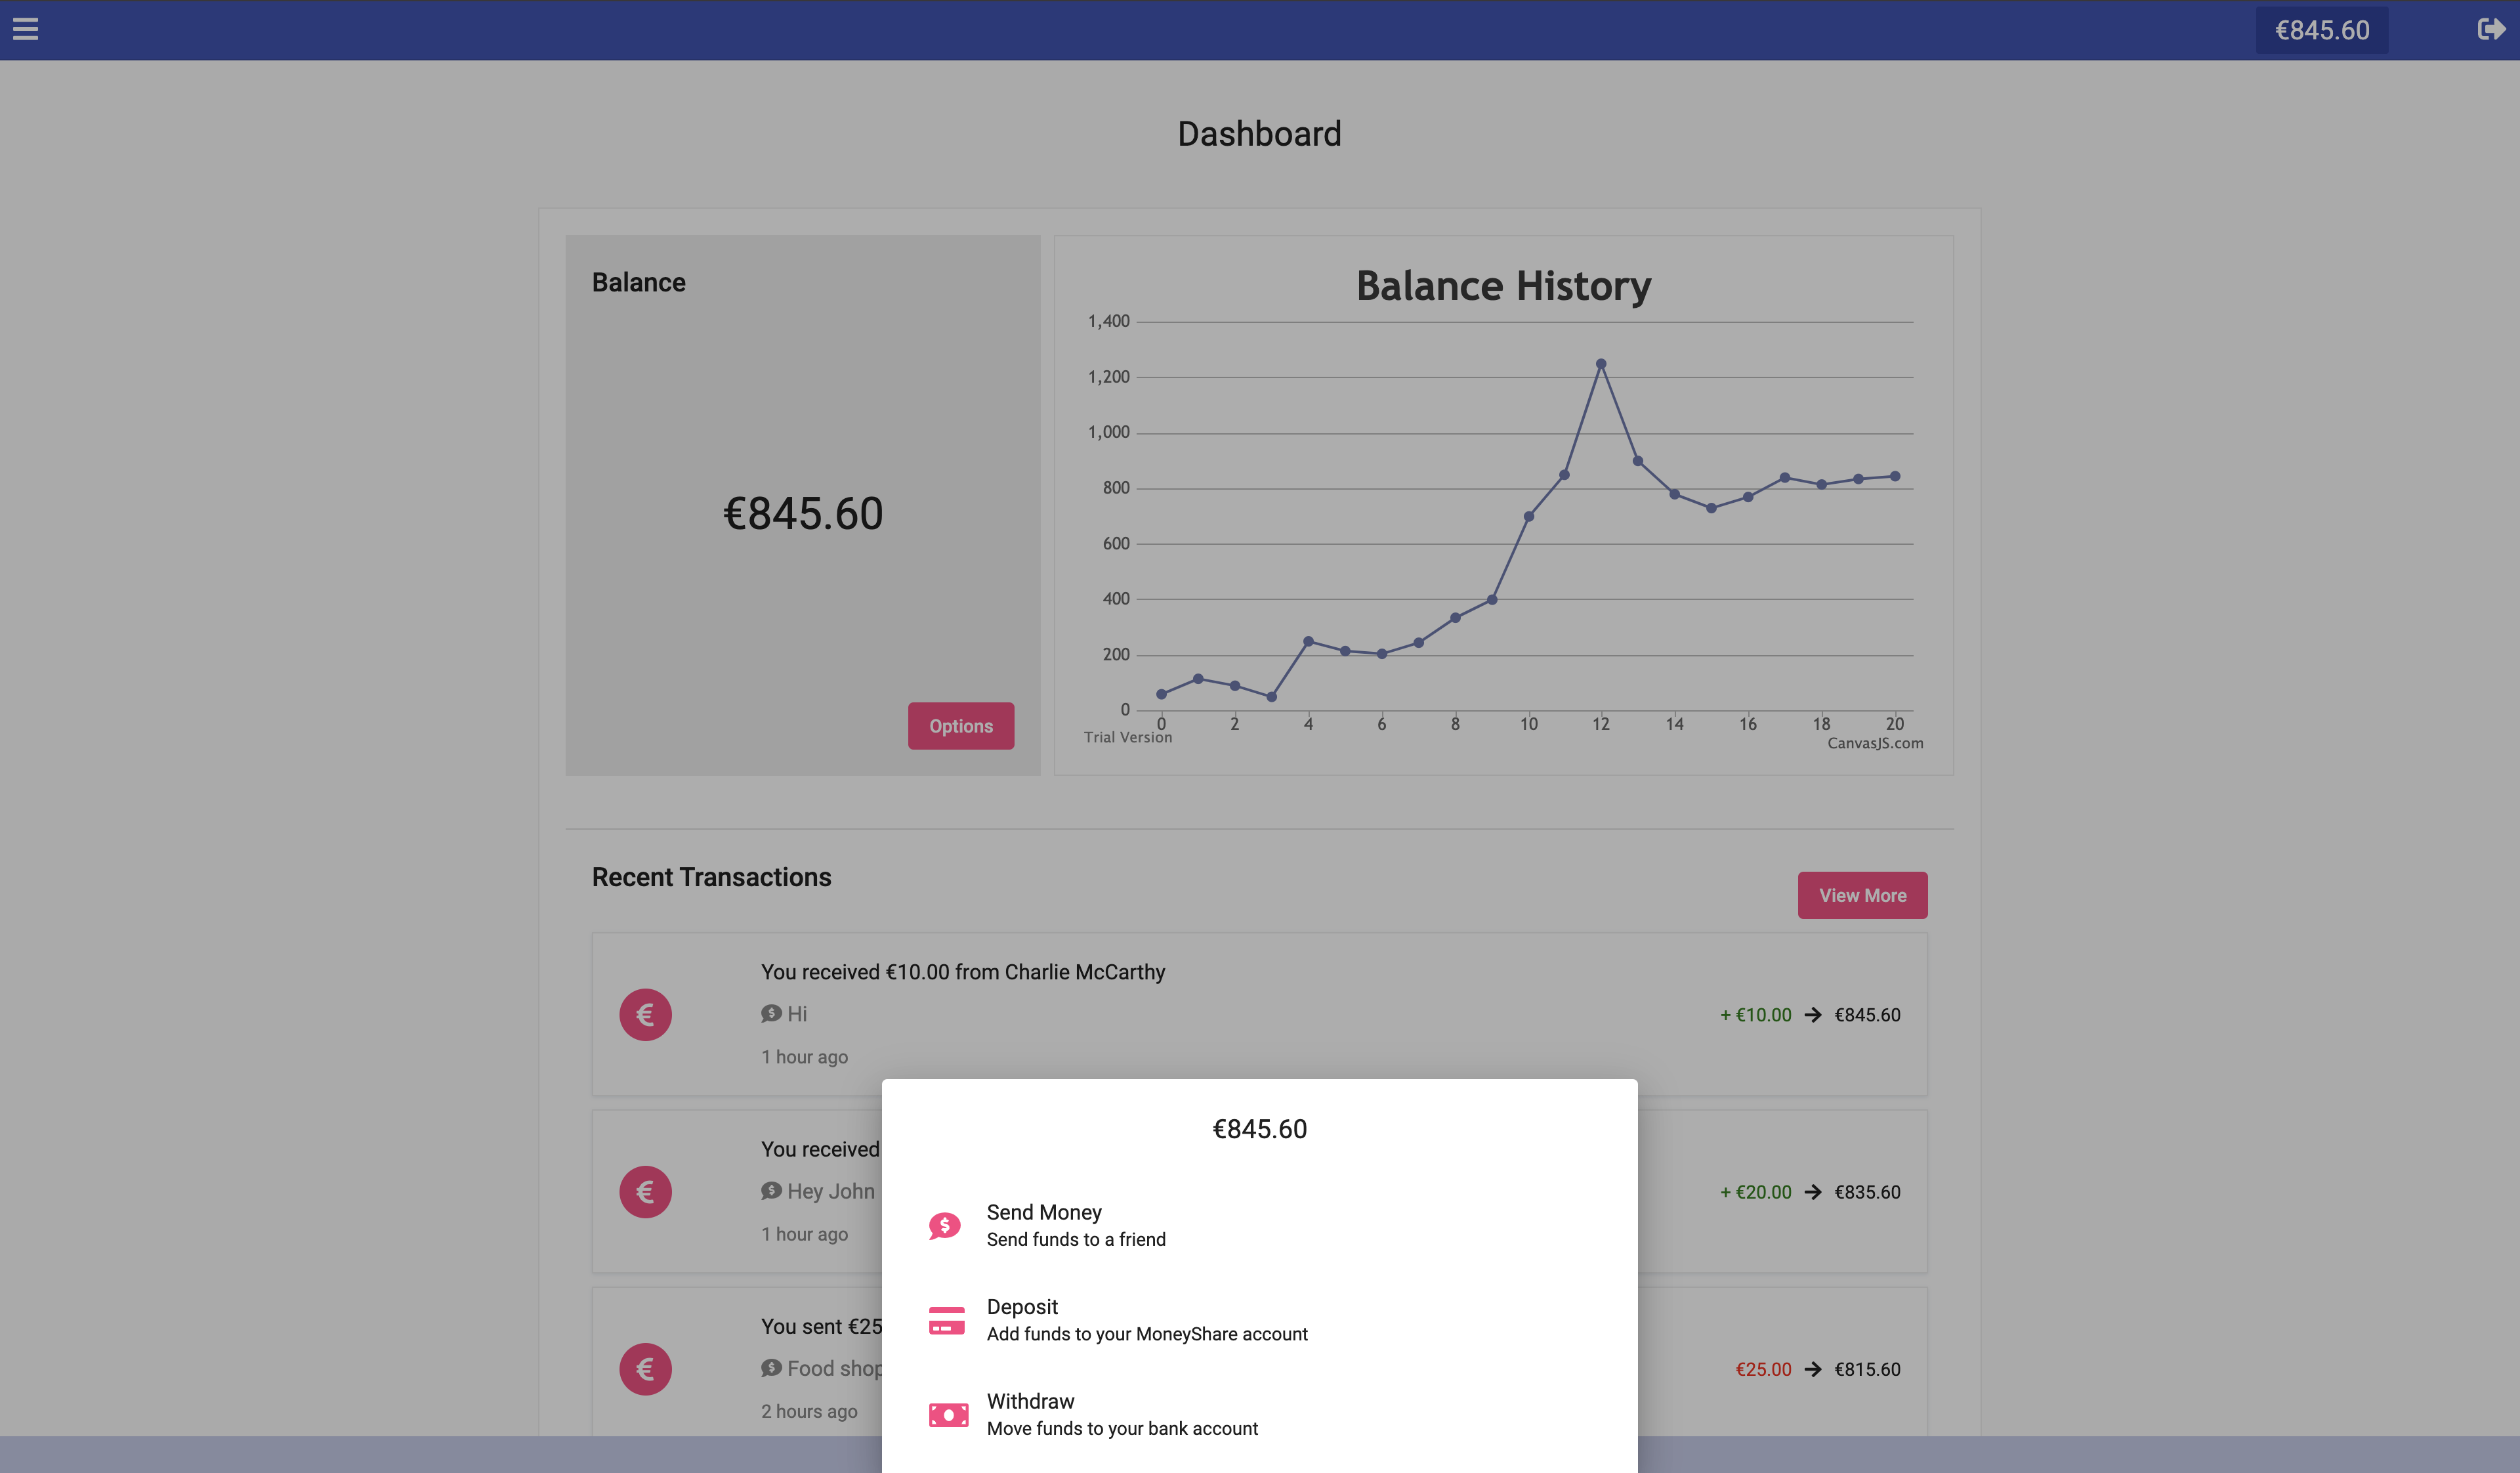 €845.60
Dashboard
Balance
€845.60
Options
Balance History
1,400
1,200
1,000
800
600
400
200
0
0 2 4 6 8 10 12 14 16 18 20
Trial Version
CanvasJS.com
Recent Transactions
View More
You received €10.00 from Charlie McCarthy
Hi
1 hour ago
+ €10.00 → €845.60
You received
Hey John
1 hour ago
+ €20.00 → €835.60
You sent €25
Food shop
2 hours ago
€25.00 → €815.60
€845.60
Send Money
Send funds to a friend
Deposit
Add funds to your MoneyShare account
Withdraw
Move funds to your bank account